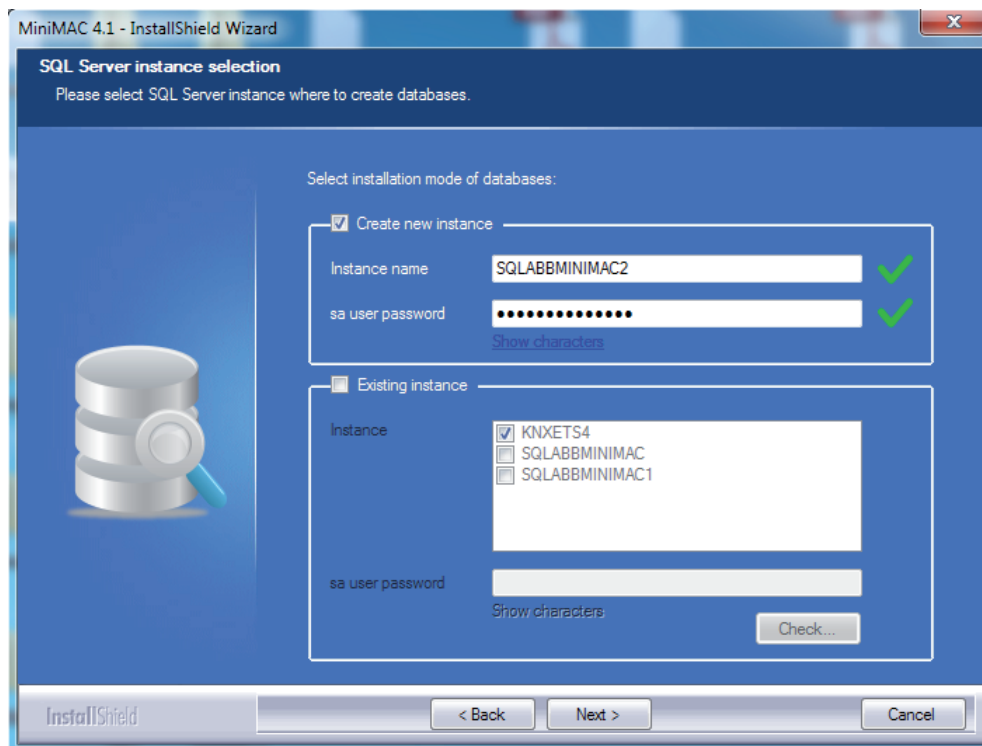 MiniMAC 4.1 - InstallShield Wizard
SQL Server instance selection
Please select SQL Server instance where to create databases.
Select installation mode of databases:
Create new instance
Instance name SQLABBMINIMAC2
sa user password ••••••••••••••
Show characters
Existing instance
Instance KNXETS4
SQLABBMINIMAC
SQLABBMINIMAC1
sa user password
Show characters
Check...
InstallShield < Back Next > Cancel